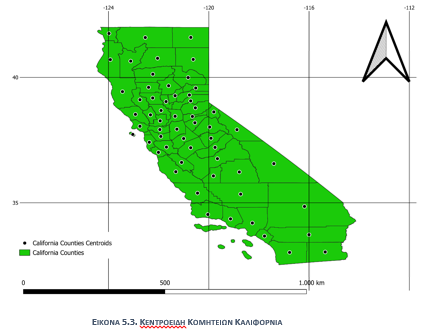 -124 -120 -116 -112
40
35
California Counties Centroids
California Counties
0 500 1.000 km
ΕΙΚΟΝΑ 5.3. ΚΕΝΤΡΟΕΙΔΗ ΚΟΜΗΤΕΙΩΝ ΚΑΛΙΦΟΡΝΙΑ